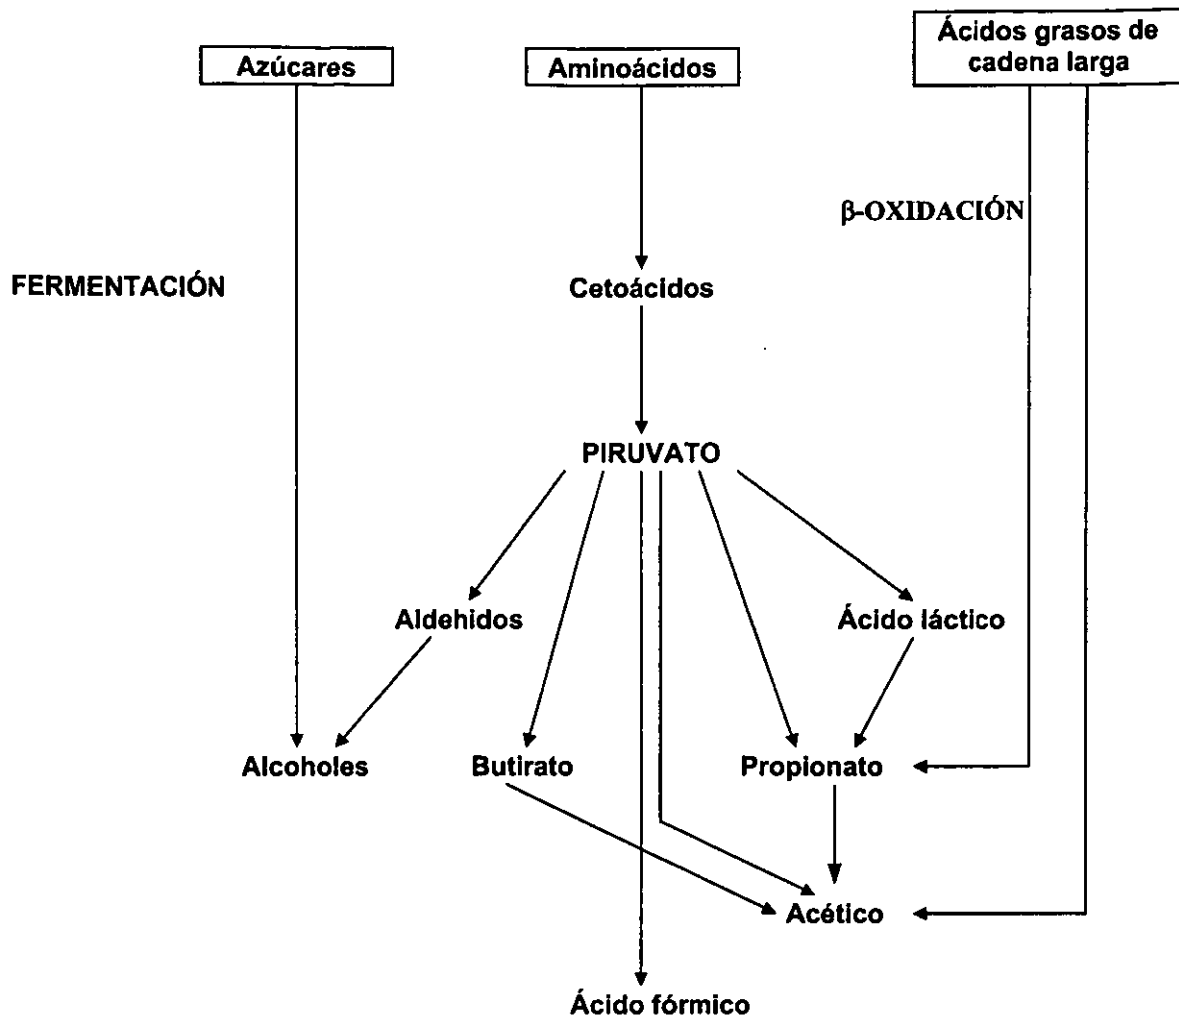 Azúcares
Aminoácidos
Ácidos grasos de
cadena larga
β-OXIDACIÓN
FERMENTACIÓN
Cetoácidos
PIRUVATO
Aldehidos
Ácido láctico
Alcoholes
Butirato
Propionato
Acético
Ácido fórmico